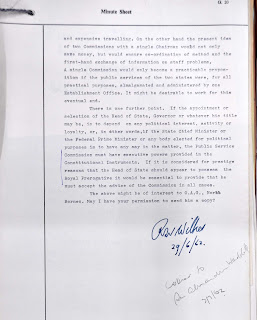 G. 20
Minute Sheet
and expensive travelling. On the other hand the present idea
of two Commissions with a single Chairman would not only
save money, but would ensure co-ordination of method and the
first-hand exchange of information on staff problems.
A single Commission would only become a practicable proposition
if the public services of the two states were, for all
practical purposes, amalgamated and administered by one
Establishment Office. It might be desirable to work for this
eventual end.
There is one further point. If the appointment or
selection of the Head of State, Governor or whatever his title
may be, is to depend on any political interest, activity or
loyalty, or, in other words, if the State Chief Minister or
the Federal Prime Minister or any body elected for political
purposes is to have any say in the matter, the Public Service
Commission must have executive powers provided in the
Constitutional Instruments. If it is considered for prestige
reasons that the Head of State should appear to possess the
Royal Prerogative it would be essential to provide that he
must accept the advice of the Commission in all cases.
The above might be of interest to C.A.S., North
Borneo. May I have your permission to send him a copy?
29/6/62.
to